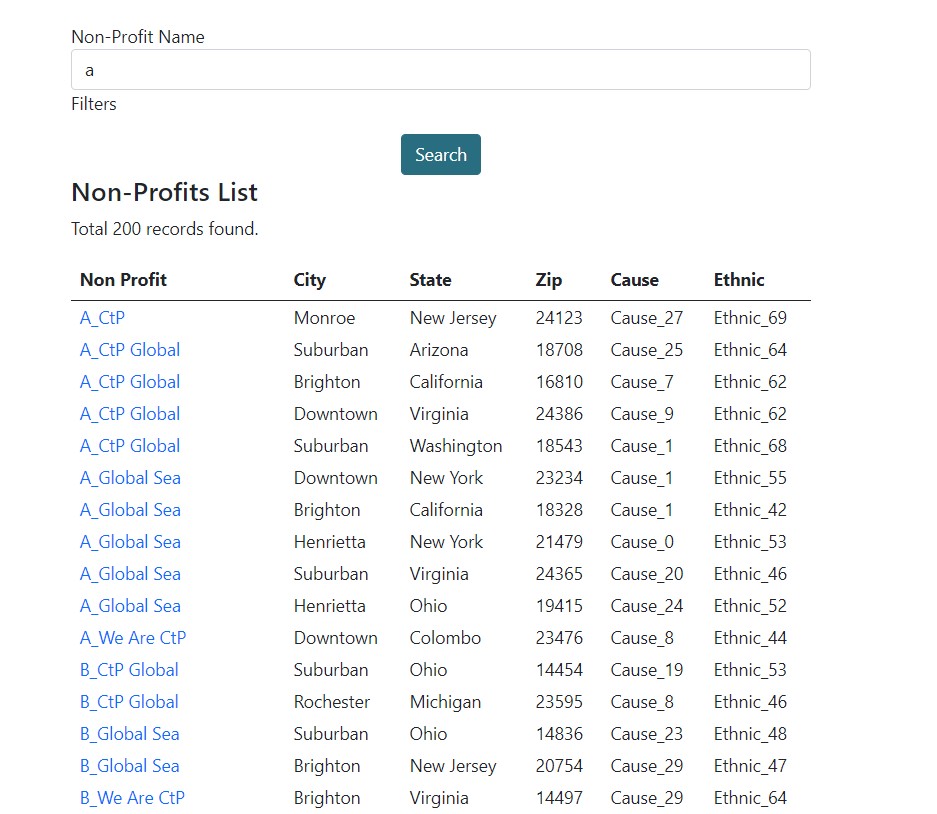 Non-Profit Name
a
Filters
Search
Non-Profits List
Total 200 records found.
Non Profit City State Zip Cause Ethnic
A_CtP Monroe New Jersey 24123 Cause_27 Ethnic_69
A_CtP Global Suburban Arizona 18708 Cause_25 Ethnic_64
A_CtP Global Brighton California 16810 Cause_7 Ethnic_62
A_CtP Global Downtown Virginia 24386 Cause_9 Ethnic_62
A_CtP Global Suburban Washington 18543 Cause_1 Ethnic_68
A_Global Sea Downtown New York 23234 Cause_1 Ethnic_55
A_Global Sea Brighton California 18328 Cause_1 Ethnic_42
A_Global Sea Henrietta New York 21479 Cause_0 Ethnic_53
A_Global Sea Suburban Virginia 24365 Cause_20 Ethnic_46
A_Global Sea Henrietta Ohio 19415 Cause_24 Ethnic_52
A_We Are CtP Downtown Colombo 23476 Cause_8 Ethnic_44
B_CtP Global Suburban Ohio 14454 Cause_19 Ethnic_53
B_CtP Global Rochester Michigan 23595 Cause_8 Ethnic_46
B_Global Sea Suburban Ohio 14836 Cause_23 Ethnic_48
B_Global Sea Brighton New Jersey 20754 Cause_29 Ethnic_47
B_We Are CtP Brighton Virginia 14497 Cause_29 Ethnic_64